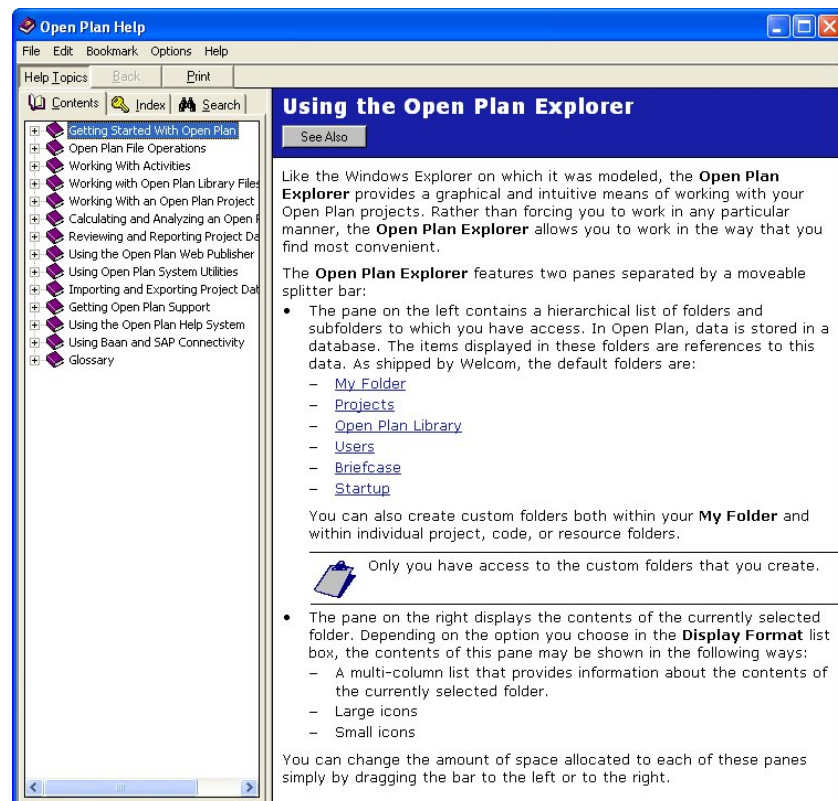 Open Plan Help
File Edit Bookmark Options Help
Help Topics Back Print
Contents Index Search
Getting Started With Open Plan
Open Plan File Operations
Working With Activities
Working with Open Plan Library Files
Working With an Open Plan Project
Calculating and Analyzing an Open P
Reviewing and Reporting Project Da
Using the Open Plan Web Publisher
Using Open Plan System Utilities
Importing and Exporting Project Dat
Getting Open Plan Support
Using the Open Plan Help System
Using Baan and SAP Connectivity
Glossary
Using the Open Plan Explorer
See Also
Like the Windows Explorer on which it was modeled, the Open Plan
Explorer provides a graphical and intuitive means of working with your
Open Plan projects. Rather than forcing you to work in any particular
manner, the Open Plan Explorer allows you to work in the way that you
find most convenient.
The Open Plan Explorer features two panes separated by a moveable
splitter bar:
• The pane on the left contains a hierarchical list of folders and
subfolders to which you have access. In Open Plan, data is stored in a
database. The items displayed in these folders are references to this
data. As shipped by Welcom, the default folders are:
– My Folder
– Projects
– Open Plan Library
– Users
– Briefcase
– Startup
You can also create custom folders both within your My Folder and
within individual project, code, or resource folders.
Only you have access to the custom folders that you create.
• The pane on the right displays the contents of the currently selected
folder. Depending on the option you choose in the Display Format list
box, the contents of this pane may be shown in the following ways:
– A multi-column list that provides information about the contents of
the currently selected folder.
– Large icons
– Small icons
You can change the amount of space allocated to each of these panes
simply by dragging the bar to the left or to the right.